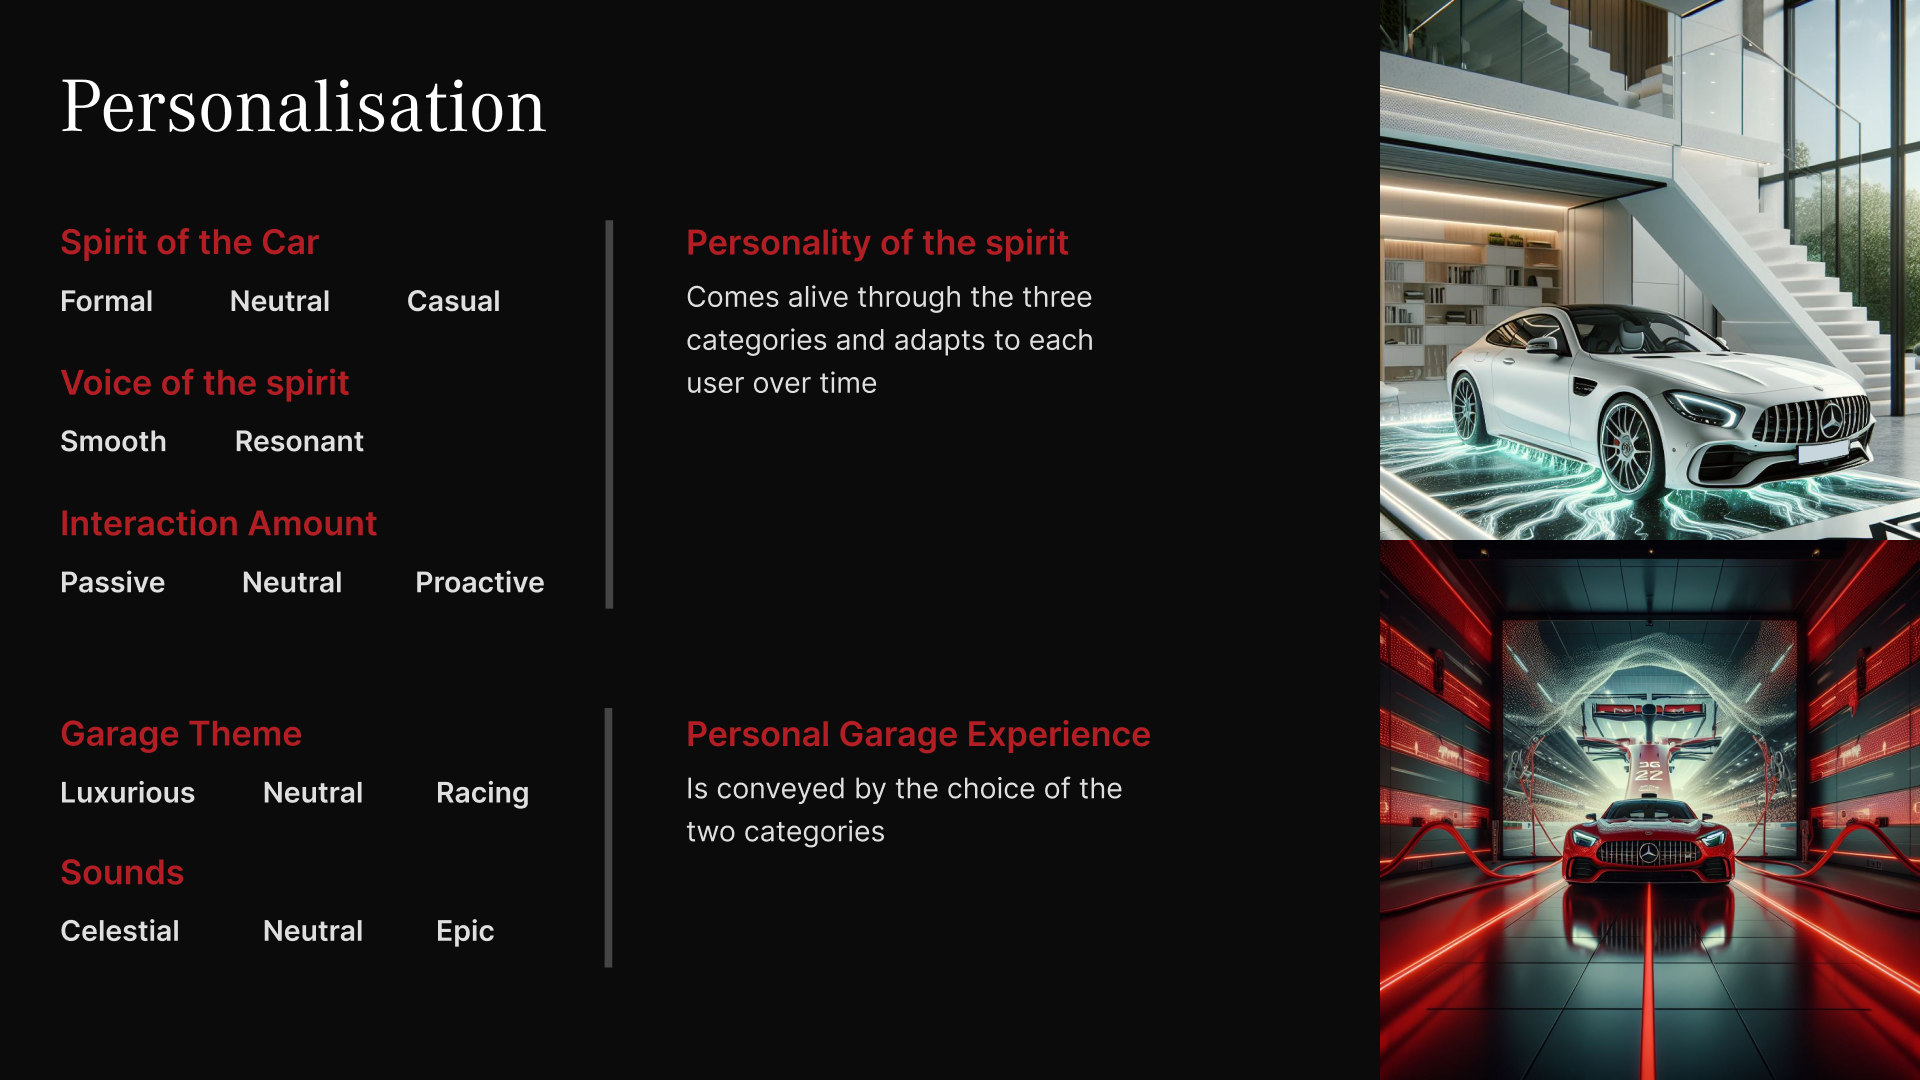 Personalisation
Spirit of the Car
Formal Neutral Casual
Voice of the spirit
Smooth Resonant
Interaction Amount
Passive Neutral Proactive
Personality of the spirit
Comes alive through the three
categories and adapts to each
user over time
Garage Theme
Luxurious Neutral Racing
Sounds
Celestial Neutral Epic
Personal Garage Experience
Is conveyed by the choice of the
two categories
22